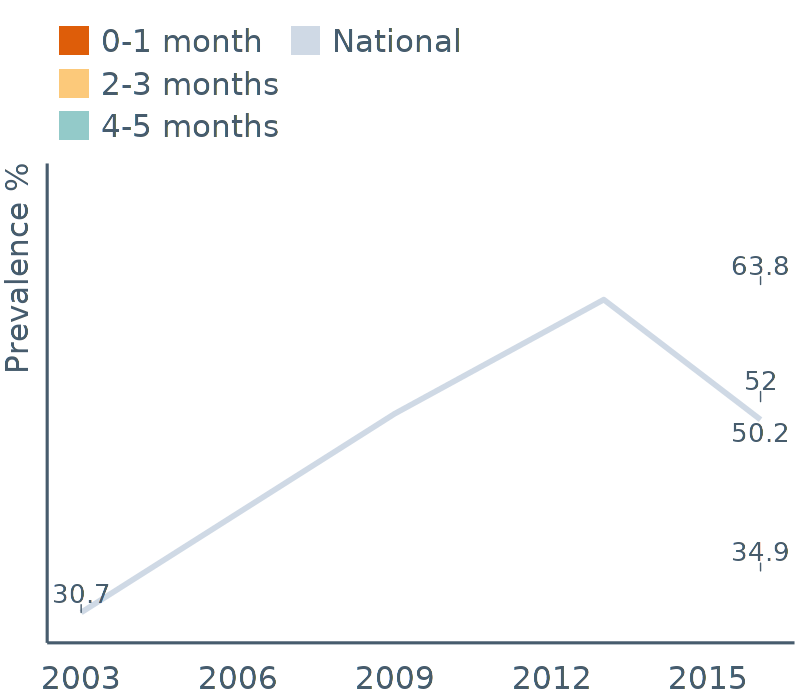 0-1 month
National
2-3 months
4-5 months
Prevalence %
63.8
52
50.2
34.9
30.7
2003 2006 2009 2012 2015